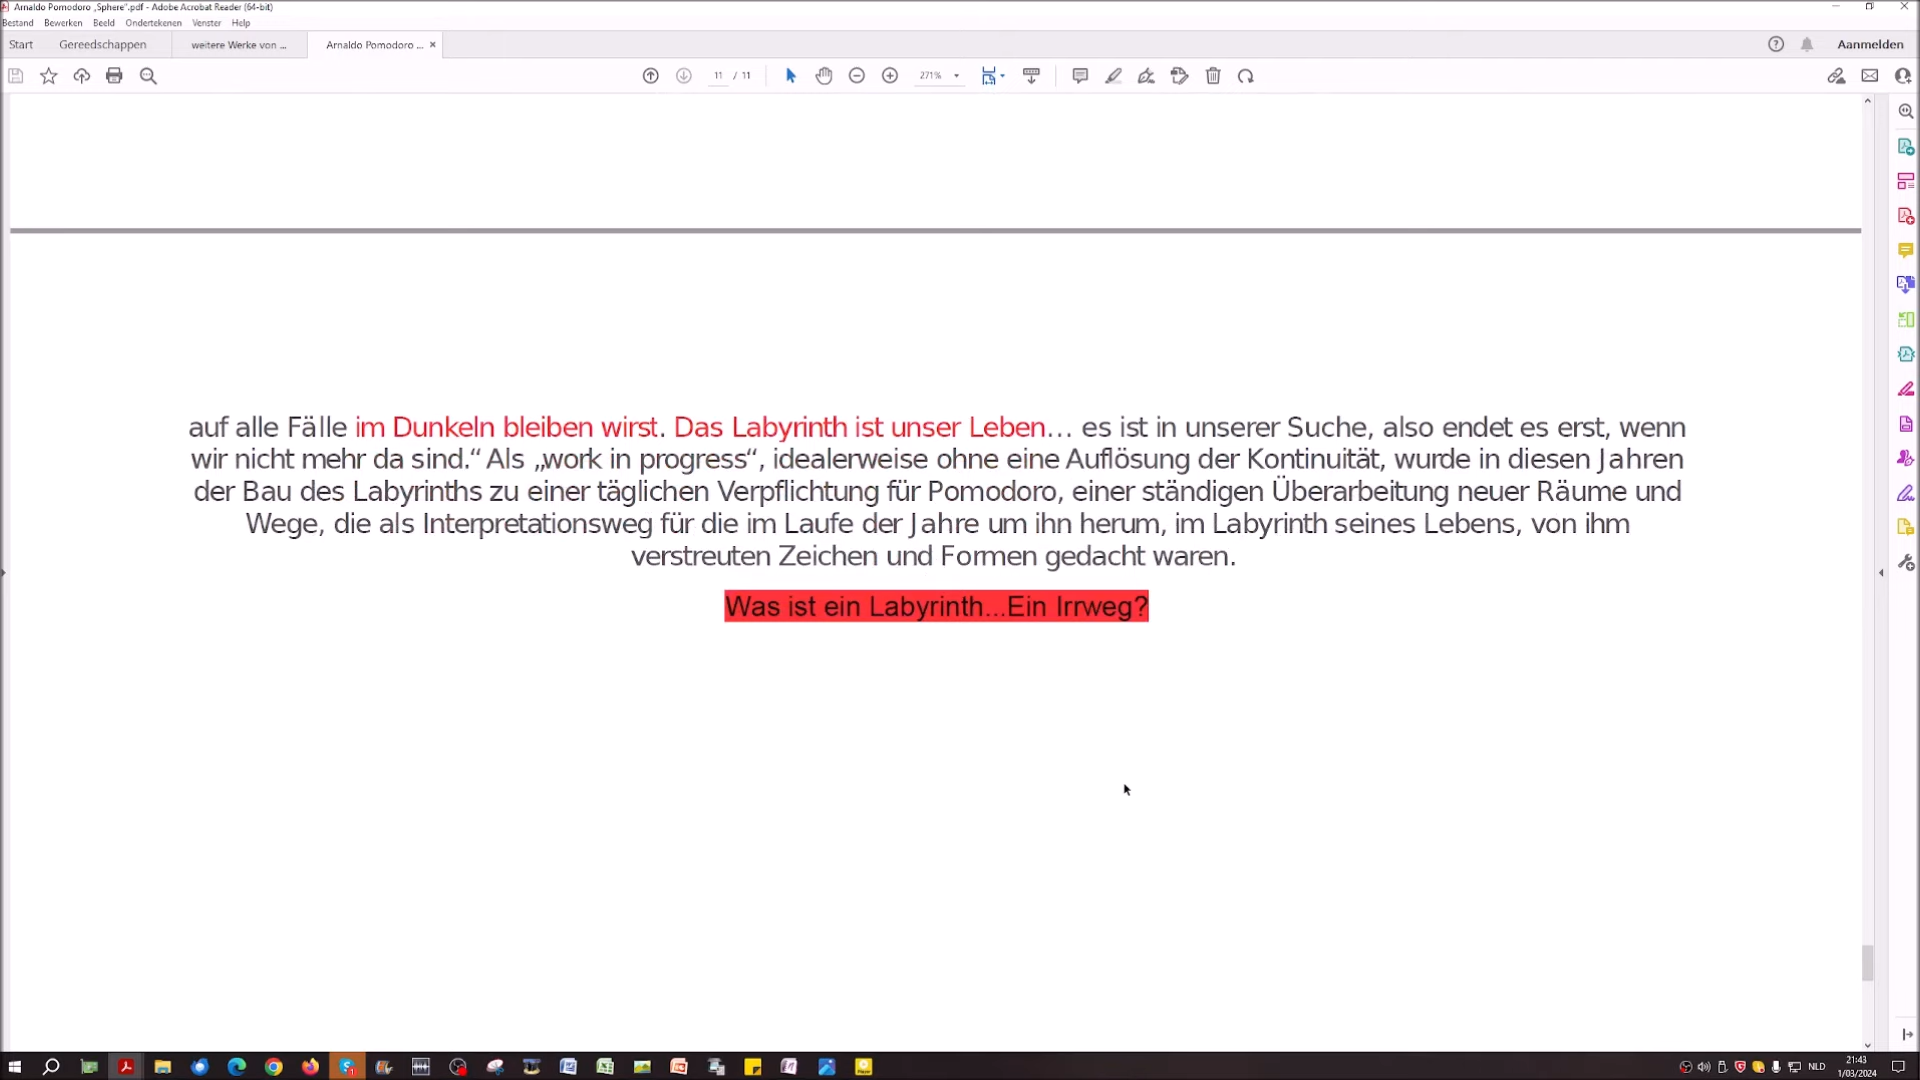 Arnaldo Pomodoro „Sphere“.pdf - Adobe Acrobat Reader (64-bit)
Bestand Bewerken Beeld Ondertekenen Venster Help
Start Gereedschappen weitere Werke von ... Arnaldo Pomodoro ... × Aanmelden
11 / 11 271%
auf alle Fälle im Dunkeln bleiben wirst. Das Labyrinth ist unser Leben… es ist in unserer Suche, also endet es erst, wenn
wir nicht mehr da sind.“ Als „work in progress“, idealerweise ohne eine Auflösung der Kontinuität, wurde in diesen Jahren
der Bau des Labyrinths zu einer täglichen Verpflichtung für Pomodoro, einer ständigen Überarbeitung neuer Räume und
Wege, die als Interpretationsweg für die im Laufe der Jahre um ihn herum, im Labyrinth seines Lebens, von ihm
verstreuten Zeichen und Formen gedacht waren.
Was ist ein Labyrinth...Ein Irrweg?
NLD
21:43
1/03/2024